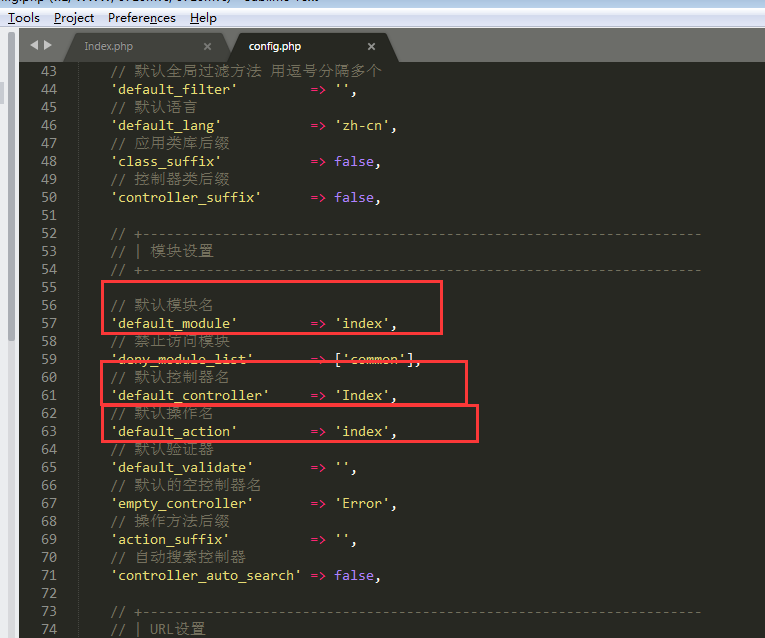 Tools Project Preferences Help
Index.php × config.php ×
43 // 默认全局过滤方法 用逗号分隔多个
44 'default_filter' => '',
45 // 默认语言
46 'default_lang' => 'zh-cn',
47 // 应用类库后缀
48 'class_suffix' => false,
49 // 控制器类后缀
50 'controller_suffix' => false,
51
52 // +----------------------------------------------------------------------
53 // | 模块设置
54 // +----------------------------------------------------------------------
55
56 // 默认模块名
57 'default_module' => 'index',
58 // 禁止访问模块
59 'deny_module_list' => ['common'],
60 // 默认控制器名
61 'default_controller' => 'Index',
62 // 默认操作名
63 'default_action' => 'index',
64 // 默认验证器
65 'default_validate' => '',
66 // 默认的空控制器名
67 'empty_controller' => 'Error',
68 // 操作方法后缀
69 'action_suffix' => '',
70 // 自动搜索控制器
71 'controller_auto_search' => false,
72
73 // +----------------------------------------------------------------------
74 // | URL设置